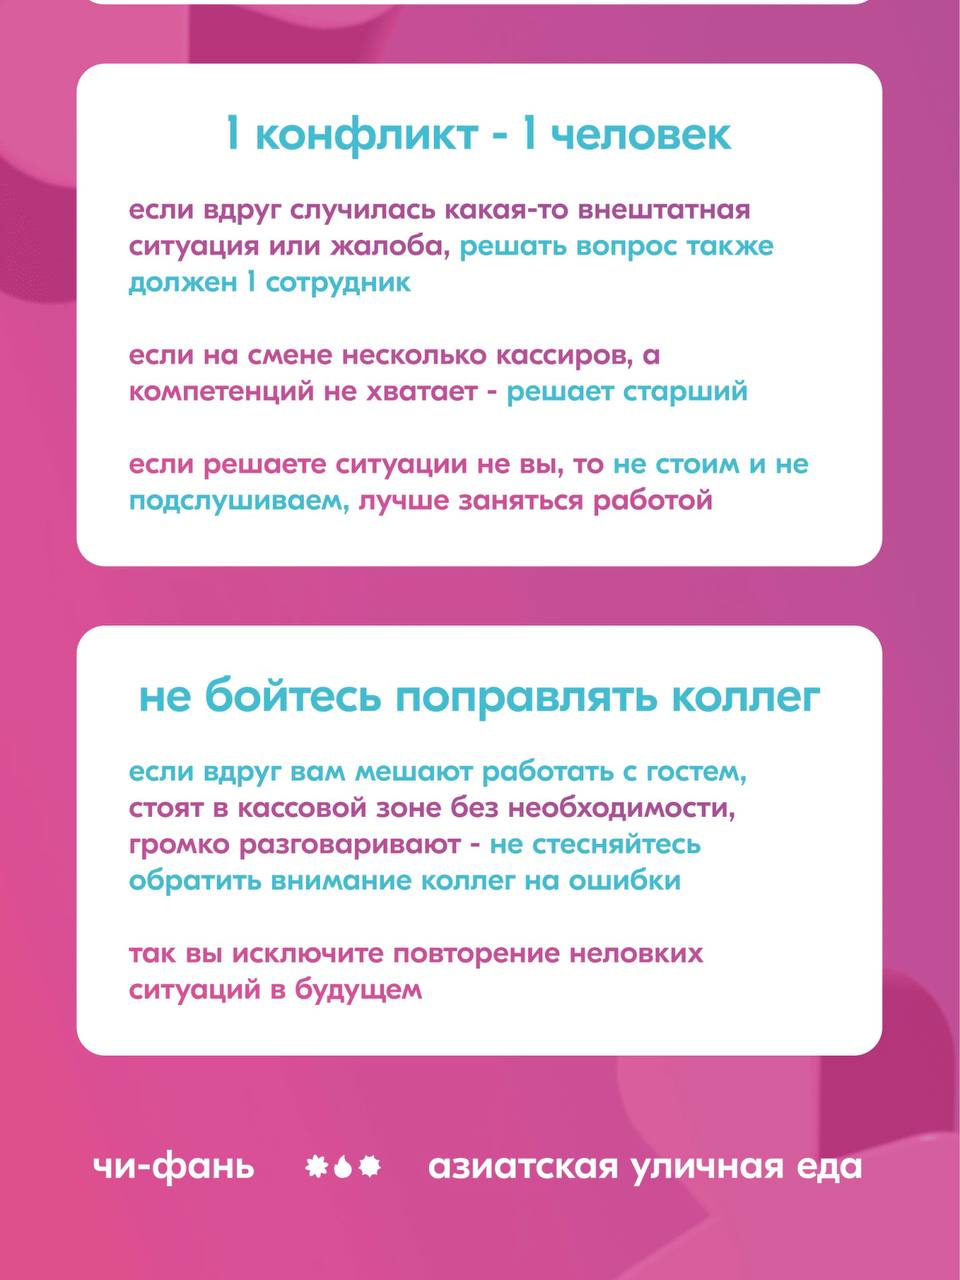 1 конфликт - 1 человек
если вдруг случилась какая-то внештатная
ситуация или жалоба, решать вопрос также
должен 1 сотрудник
если на смене несколько кассиров, а
компетенций не хватает - решает старший
если решаете ситуации не вы, то не стоим и не
подслушиваем, лучше заняться работой
не бойтесь поправлять коллег
если вдруг вам мешают работать с гостем,
стоят в кассовой зоне без необходимости,
громко разговаривают - не стесняйтесь
обратить внимание коллег на ошибки
так вы исключите повторение неловких
ситуаций в будущем
чи-фань азиатская уличная еда